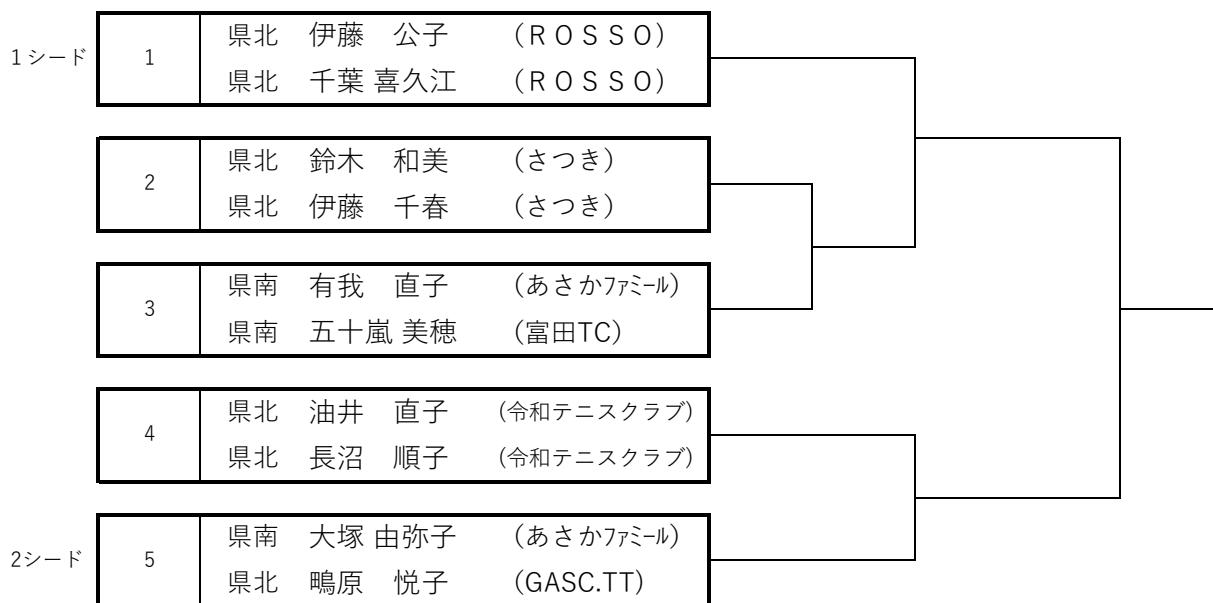 県北 伊藤 公子 (ＲＯＳＳＯ)
1シード 1
県北 千葉 喜久江 (ＲＯＳＳＯ)
県北 鈴木 和美 (さつき)
2
県北 伊藤 千春 (さつき)
県南 有我 直子 (あさかﾌｧﾐｰﾙ)
3
県南 五十嵐 美穂 (富田TC)
県北 油井 直子 (令和テニスクラブ)
4
県北 長沼 順子 (令和テニスクラブ)
県南 大塚 由弥子 (あさかﾌｧﾐｰﾙ)
2シード 5
県北 鴫原 悦子 (GASC.TT)